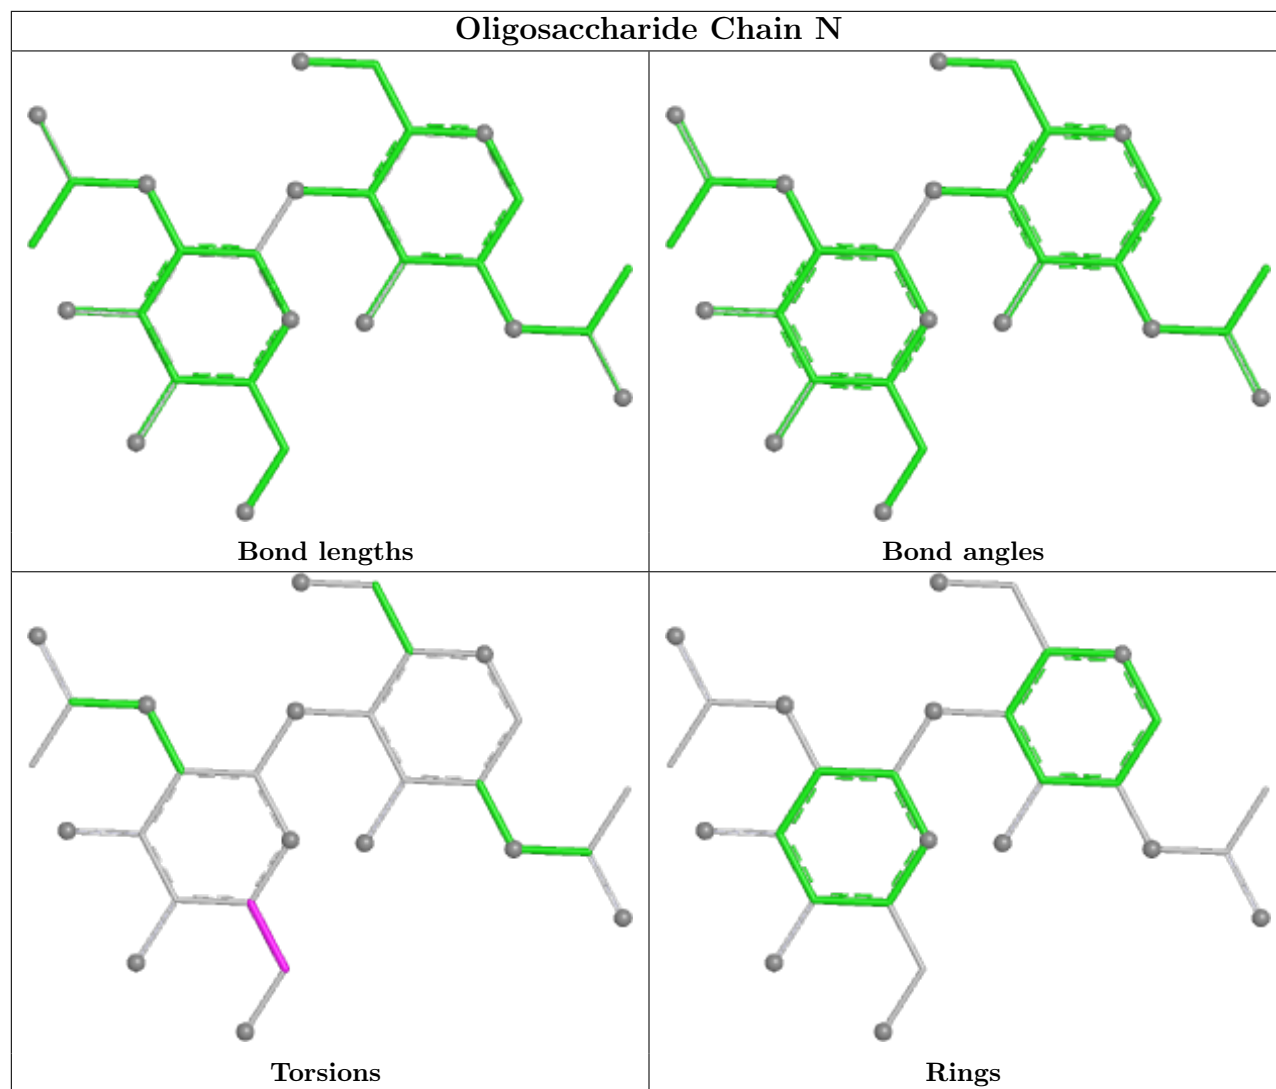 Oligosaccharide Chain N
Bond lengths
Bond angles
Torsions
Rings